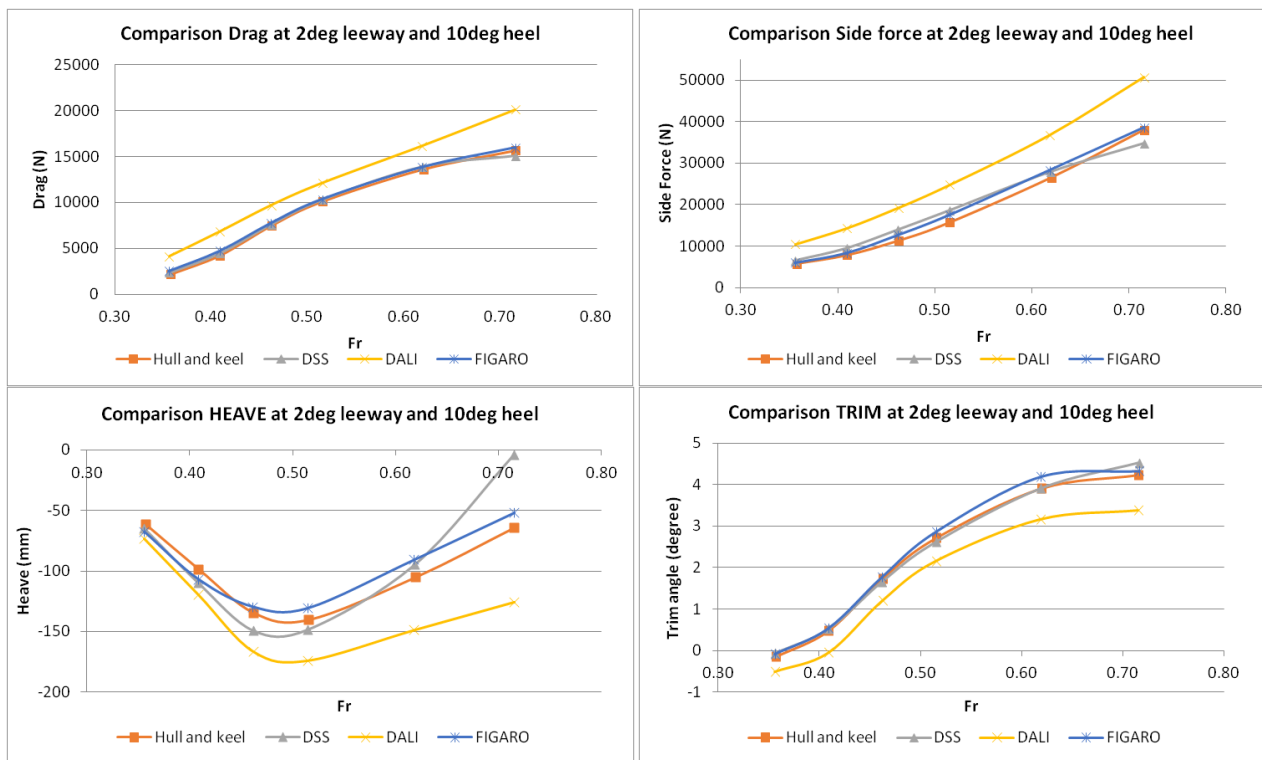 Comparison Drag at 2deg leeway and 10deg heel
25000
20000
15000
10000
5000
0
Drag (N)
0.30 0.40 0.50 0.60 0.70 0.80
Fr
Hull and keel DSS DALI FIGARO
Comparison Side force at 2deg leeway and 10deg heel
50000
40000
30000
20000
10000
0
Side Force (N)
0.30 0.40 0.50 0.60 0.70 0.80
Fr
Hull and keel DSS DALI FIGARO
Comparison HEAVE at 2deg leeway and 10deg heel
0
-50
-100
-150
-200
Heave (mm)
0.30 0.40 0.50 0.60 0.70 0.80
Fr
Hull and keel DSS DALI FIGARO
Comparison TRIM at 2deg leeway and 10deg heel
5
4
3
2
1
0
-1
Trim angle (degree)
0.30 0.40 0.50 0.60 0.70 0.80
Fr
Hull and keel DSS DALI FIGARO